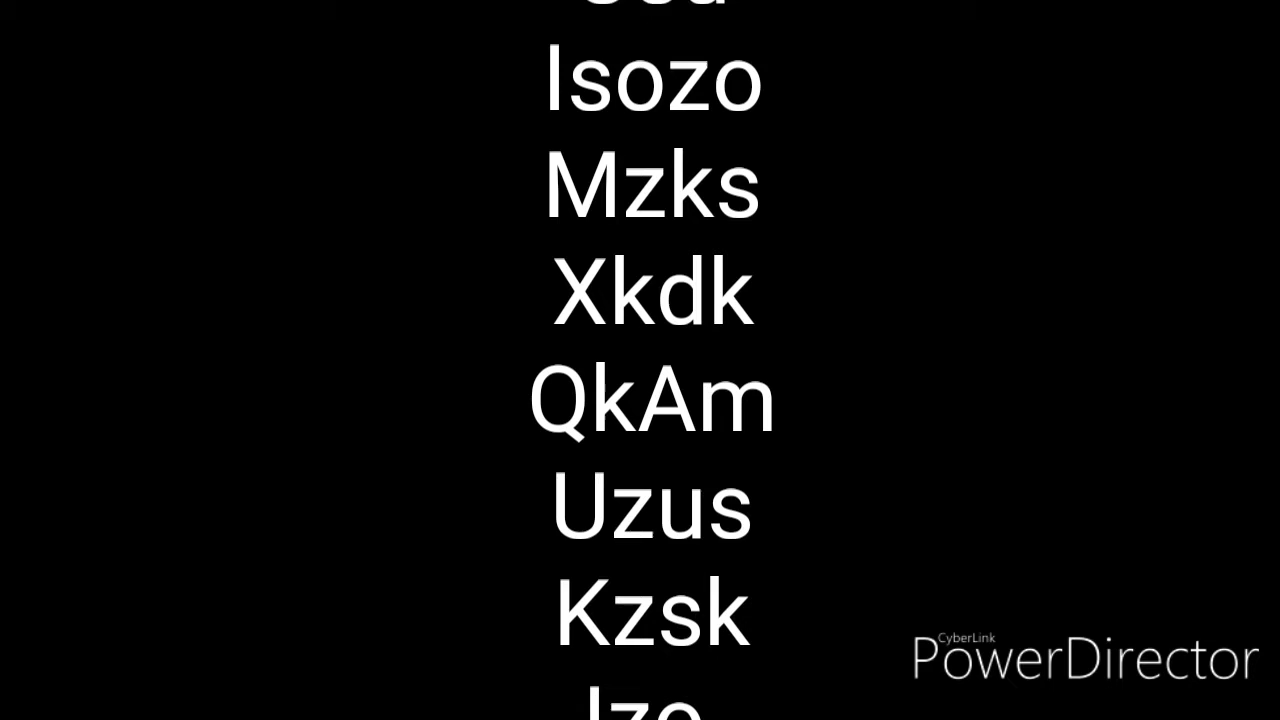 Isozo
Mzks
Xkdk
QkAm
Uzus
Kzsk
CyberLink
PowerDirector